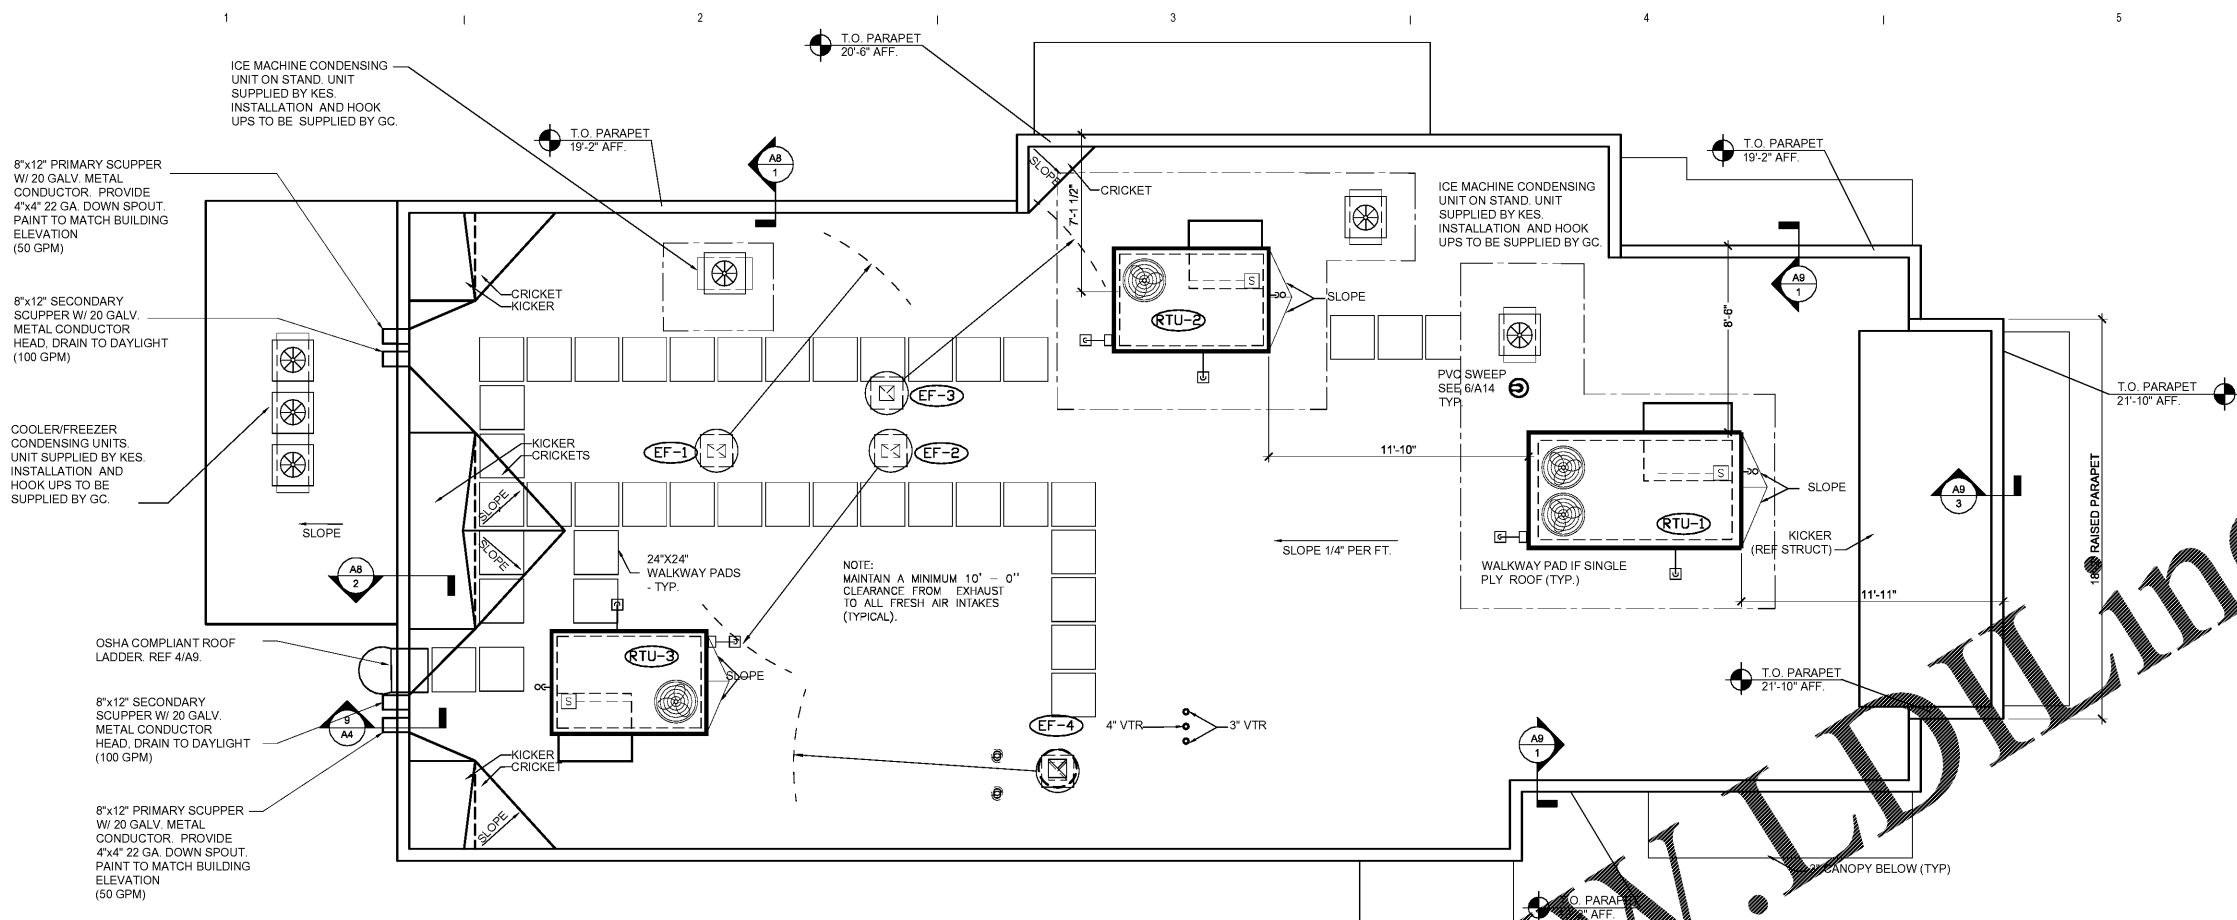 1 2 3 4 5
T.O. PARAPET
20'-6" AFF.
ICE MACHINE CONDENSING
UNIT ON STAND. UNIT
SUPPLIED BY KES.
INSTALLATION AND HOOK
UPS TO BE SUPPLIED BY GC.
T.O. PARAPET
19'-2" AFF.
A8
1
T.O. PARAPET
19'-2" AFF.
8"x12" PRIMARY SCUPPER
W/ 20 GALV. METAL
CONDUCTOR. PROVIDE
4"x4" 22 GA. DOWN SPOUT.
PAINT TO MATCH BUILDING
ELEVATION
(50 GPM)
SLOPE
CRICKET
7'-1 1/2"
ICE MACHINE CONDENSING
UNIT ON STAND. UNIT
SUPPLIED BY KES.
INSTALLATION AND HOOK
UPS TO BE SUPPLIED BY GC.
8"x12" SECONDARY
SCUPPER W/ 20 GALV.
METAL CONDUCTOR
HEAD, DRAIN TO DAYLIGHT
(100 GPM)
CRICKET
KICKER
S
RTU-2
SLOPE
A9
1
8'-6"
COOLER/FREEZER
CONDENSING UNITS.
UNIT SUPPLIED BY KES.
INSTALLATION AND
HOOK UPS TO BE
SUPPLIED BY GC.
EF-3
PVC SWEEP
SEE 6/A14
TYP.
T.O. PARAPET
21'-10" AFF.
KICKER
CRICKETS
EF-1
EF-2
11'-10"
S
SLOPE
RTU-1
A9
3
RAISED PARAPET
SLOPE
SLOPE
SLOPE
SLOPE 1/4" PER FT.
KICKER
(REF STRUCT)
24"X24"
WALKWAY PADS
- TYP.
NOTE:
MAINTAIN A MINIMUM 10' - 0"
CLEARANCE FROM EXHAUST
TO ALL FRESH AIR INTAKES
(TYPICAL).
WALKWAY PAD IF SINGLE
PLY ROOF (TYP.)
11'-11"
A8
2
OSHA COMPLIANT ROOF
LADDER. REF 4/A9.
RTU-3
SLOPE
S
T.O. PARAPET
21'-10" AFF.
8"x12" SECONDARY
SCUPPER W/ 20 GALV.
METAL CONDUCTOR
HEAD, DRAIN TO DAYLIGHT
(100 GPM)
9
A4
EF-4
4" VTR
3" VTR
A9
1
KICKER
CRICKET
SLOPE
8"x12" PRIMARY SCUPPER
W/ 20 GALV. METAL
CONDUCTOR. PROVIDE
4"x4" 22 GA. DOWN SPOUT.
PAINT TO MATCH BUILDING
ELEVATION
(50 GPM)
CANOPY BELOW (TYP)
AFF.